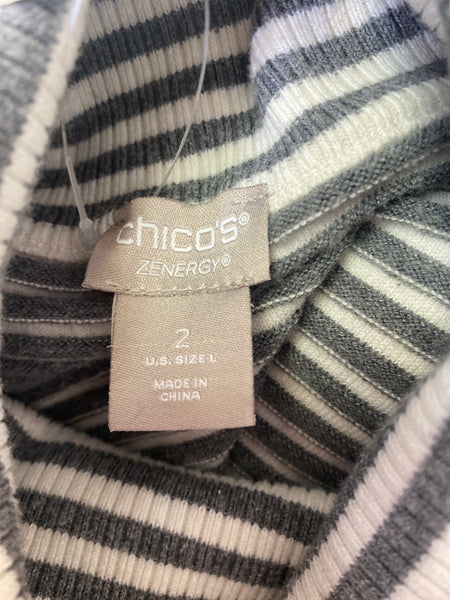 chico's®
ZENERGY®
2
U.S. SIZE L
MADE IN
CHINA